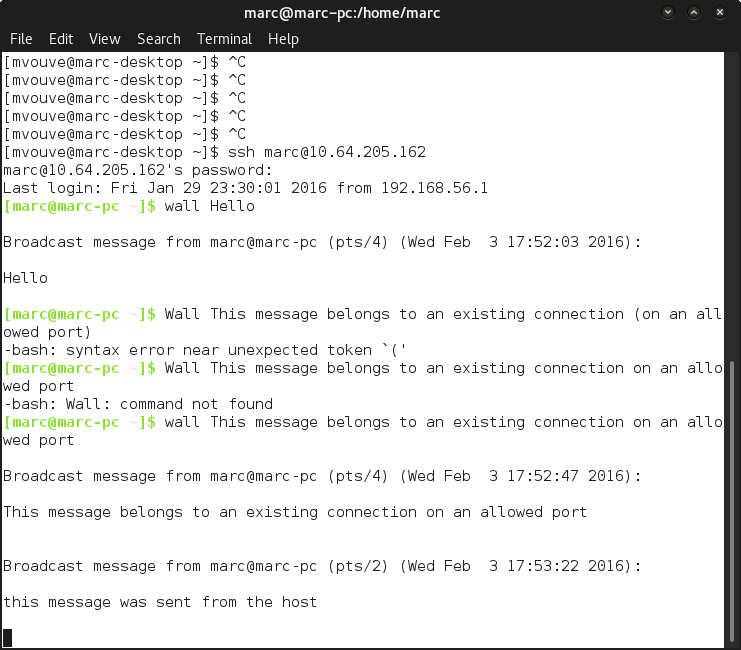 marc@marc-pc:/home/marc
File Edit View Search Terminal Help
[mvouve@marc-desktop ~]$ ^C
[mvouve@marc-desktop ~]$ ^C
[mvouve@marc-desktop ~]$ ^C
[mvouve@marc-desktop ~]$ ^C
[mvouve@marc-desktop ~]$ ^C
[mvouve@marc-desktop ~]$ ssh marc@10.64.205.162
marc@10.64.205.162's password:
Last login: Fri Jan 29 23:30:01 2016 from 192.168.56.1
[marc@marc-pc ~]$ wall Hello
Broadcast message from marc@marc-pc (pts/4) (Wed Feb  3 17:52:03 2016):
Hello
[marc@marc-pc ~]$ Wall This message belongs to an existing connection (on an all
owed port)
-bash: syntax error near unexpected token `('
[marc@marc-pc ~]$ Wall This message belongs to an existing connection on an allo
wed port
-bash: Wall: command not found
[marc@marc-pc ~]$ wall This message belongs to an existing connection on an allo
wed port
Broadcast message from marc@marc-pc (pts/4) (Wed Feb  3 17:52:47 2016):
This message belongs to an existing connection on an allowed port
Broadcast message from marc@marc-pc (pts/2) (Wed Feb  3 17:53:22 2016):
this message was sent from the host